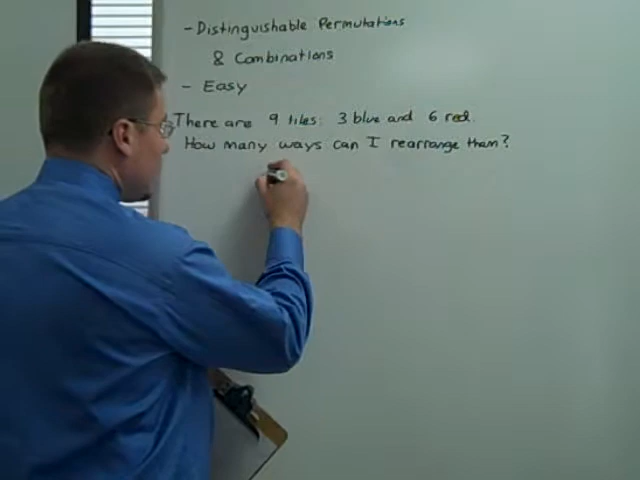 - Distinguishable Permutations
& Combinations
- Easy
There are 9 tiles: 3 blue and 6 red.
How many ways can I rearrange them?